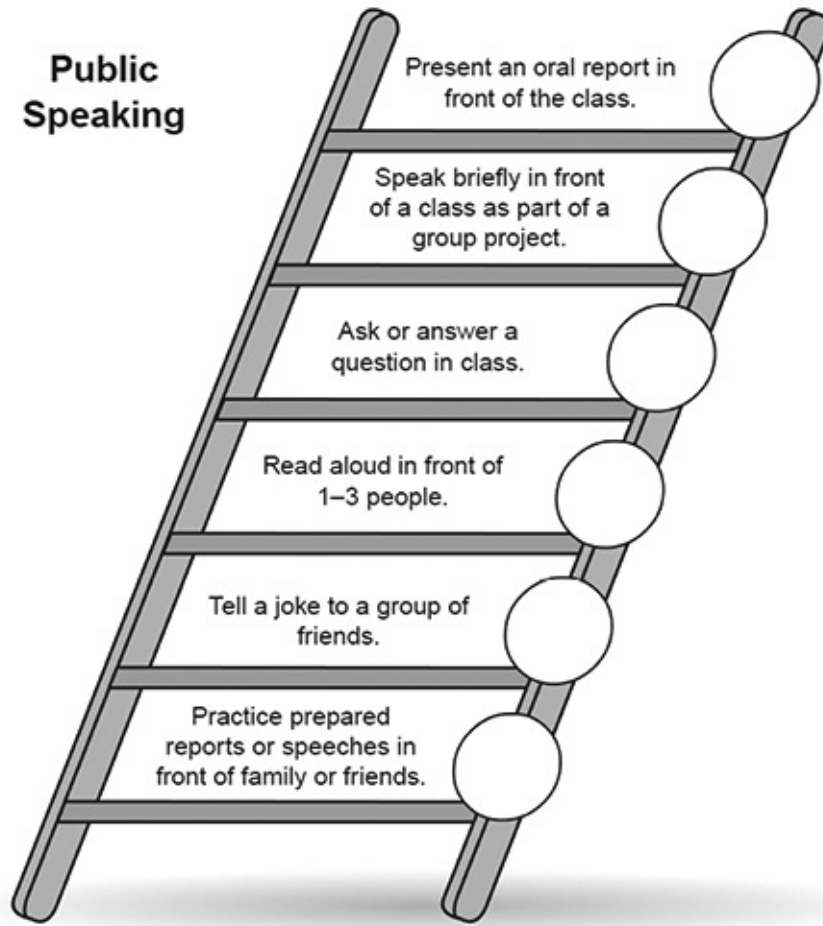 Public
Speaking
Present an oral report in
front of the class.
Speak briefly in front
of a class as part of a
group project.
Ask or answer a
question in class.
Read aloud in front of
1–3 people.
Tell a joke to a group of
friends.
Practice prepared
reports or speeches in
front of family or friends.